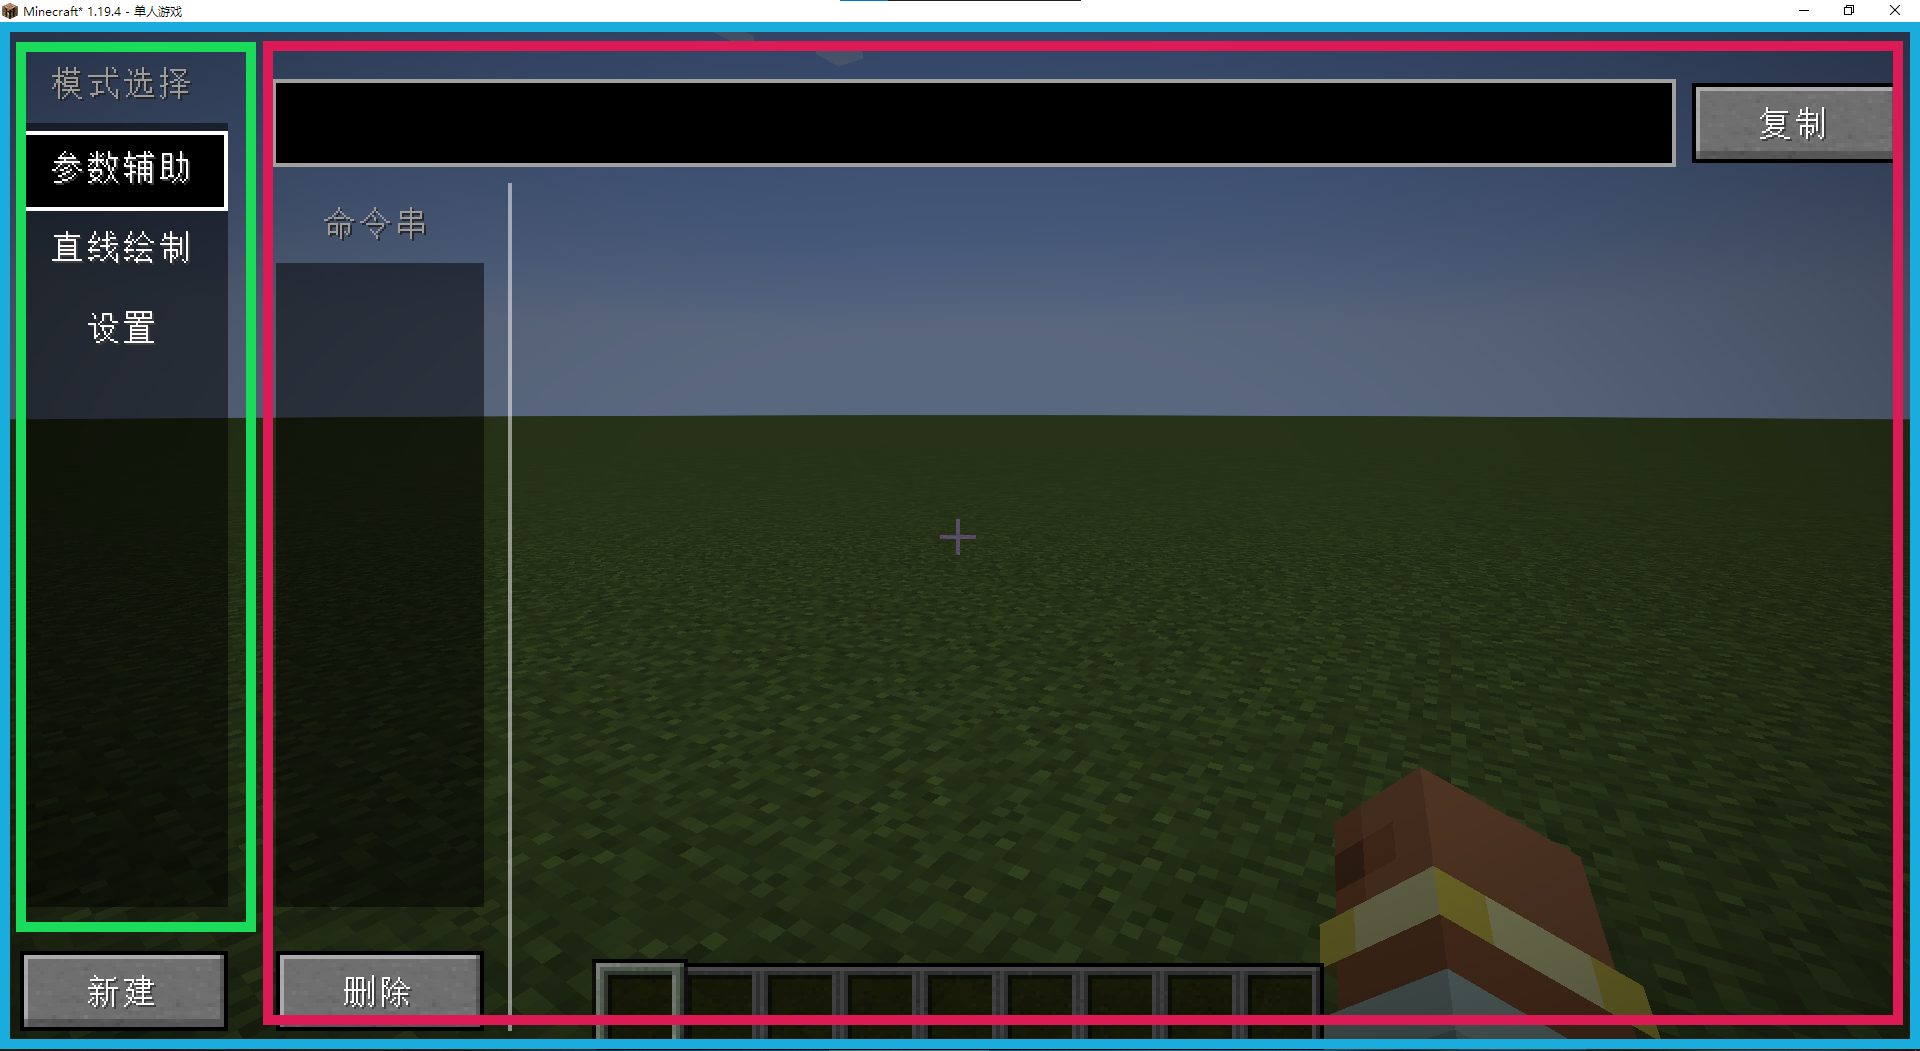 Minecraft* 1.19.4 - 单人游戏
模式选择
参数辅助
直线绘制
设置
新建
复制
命令串
删除